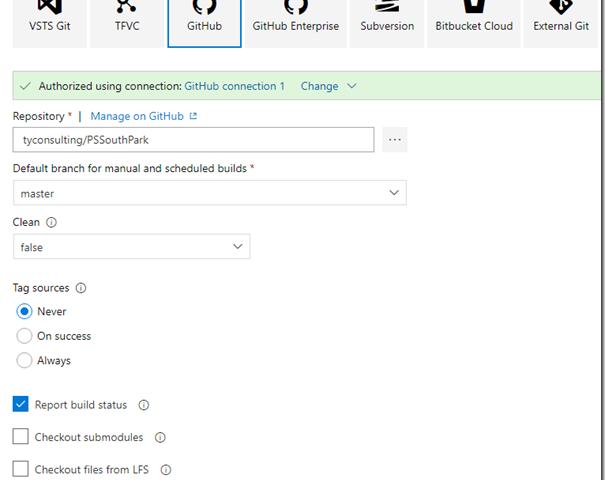 VSTS Git TFVC GitHub GitHub Enterprise Subversion Bitbucket Cloud External Git
Authorized using connection: GitHub connection 1 Change
Repository * | Manage on GitHub
tyconsulting/PSSouthPark ...
Default branch for manual and scheduled builds *
master
Clean
false
Tag sources
Never
On success
Always
Report build status
Checkout submodules
Checkout files from LFS